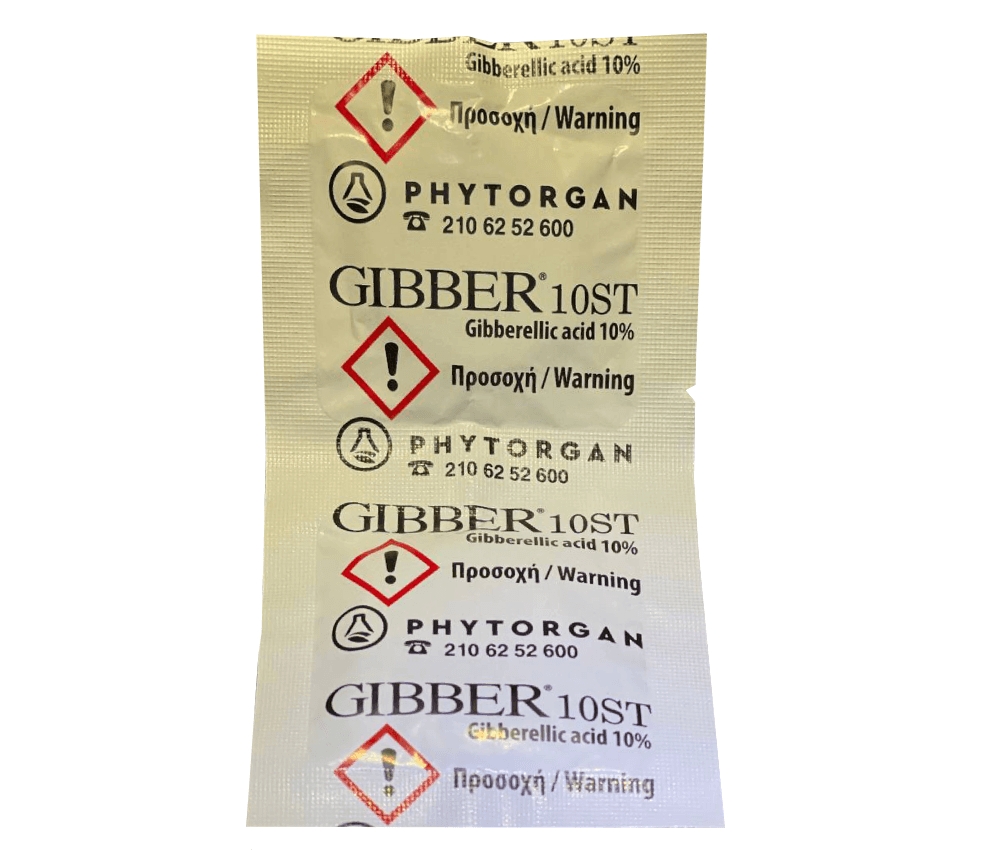 GIBBER 10ST
Gibberellic acid 10%
Προσοχή / Warning
PHYTORGAN
☎ 210 62 52 600
GIBBER® 10ST
Gibberellic acid 10%
Προσοχή / Warning
PHYTORGAN
☎ 210 62 52 600
GIBBER® 10ST
Gibberellic acid 10%
Προσοχή / Warning
PHYTORGAN
☎ 210 62 52 600
GIBBER® 10ST
Gibberellic acid 10%
Προσοχή / Warning